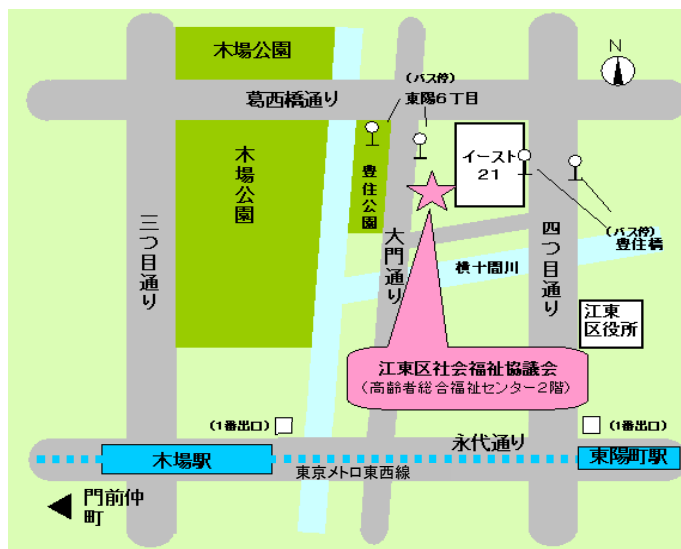 木場公園
N
(バス停)
東陽6丁目
葛西橋通り
木場公園
豊住公園
イースト
21
三つ目通り
大門通り
四つ目通り
(バス停)
豊住橋
横十間川
江東
区役所
江東区社会福祉協議会
(高齢者総合福祉センター2階)
(1番出口)
(1番出口)
永代通り
木場駅
東陽町駅
東京メトロ東西線
門前仲
町